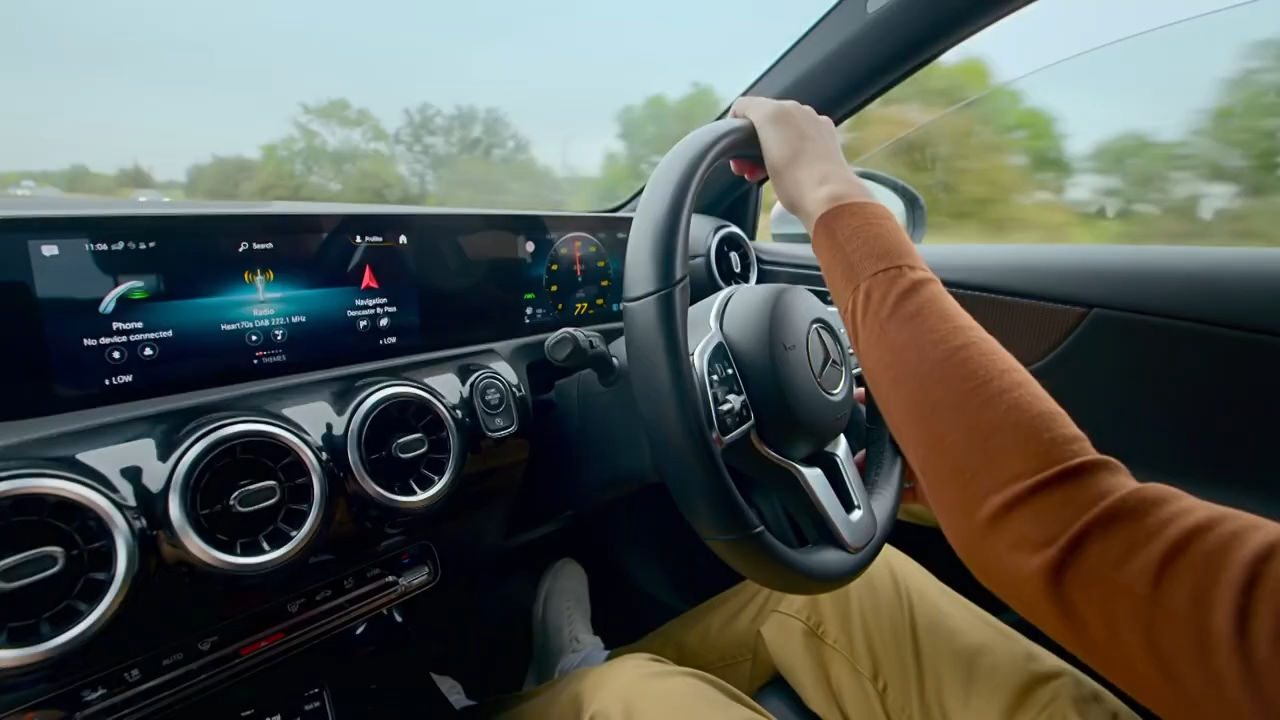 11:06
Search
Profile
Phone
No device connected
LOW
Radio
Heart70s DAB 222.1 MHz
THEMES
Navigation
Doncaster By Pass
LOW
77
AUTO
A/C